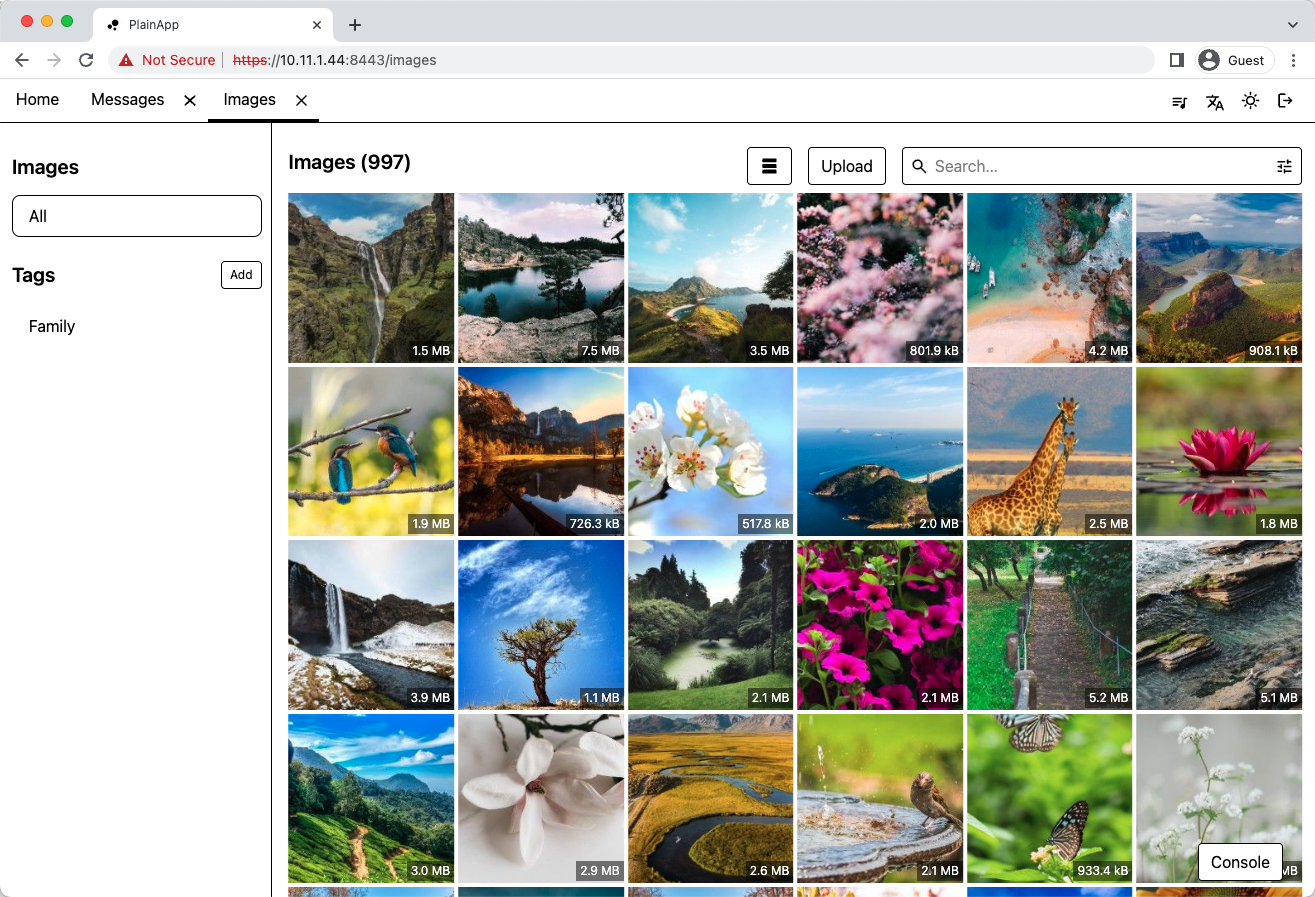 PlainApp
Not Secure https://10.11.1.44:8443/images
Guest
Home Messages Images
Images
All
Tags Add
Family
Images (997) Upload Search...
1.5 MB 7.5 MB 3.5 MB 801.9 kB 4.2 MB 908.1 kB
1.9 MB 726.3 kB 517.8 kB 2.0 MB 2.5 MB 1.8 MB
3.9 MB 1.1 MB 2.1 MB 2.1 MB 5.2 MB 5.1 MB
3.0 MB 2.9 MB 2.6 MB 2.1 MB 933.4 kB MB
Console